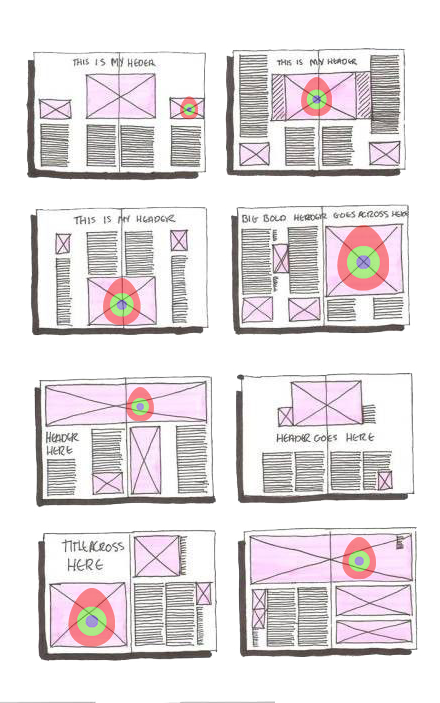 THIS IS MY HEDER
THIS IS MY HEADER
THIS IS MY HEADER
BIG BOLD HEADER GOES ACROSS HERE
HEADER
HERE
HEADER GOES HERE
TITLE ACROSS
HERE